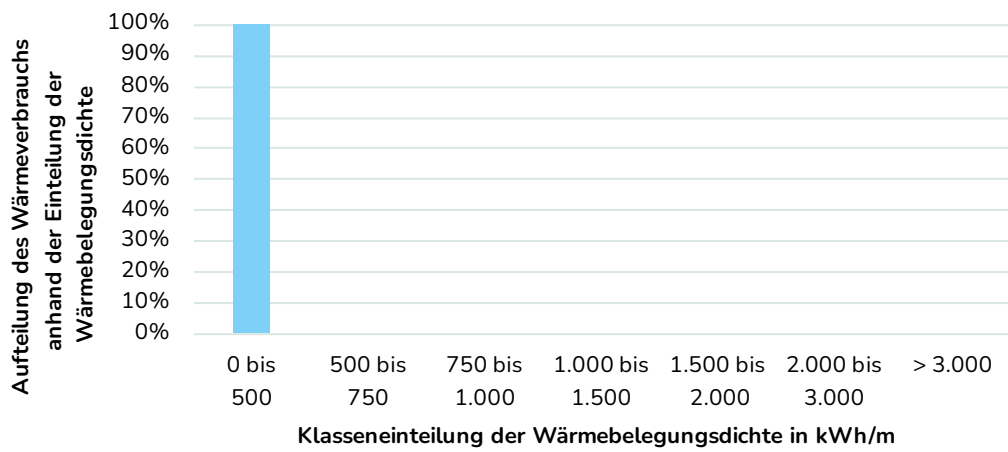 Aufteilung des Wärmeverbrauchs
anhand der Einteilung der
Wärmebelegungsdichte
100%
90%
80%
70%
60%
50%
40%
30%
20%
10%
0%
0 bis 500 bis 750 bis 1.000 bis 1.500 bis 2.000 bis > 3.000
500 750 1.000 1.500 2.000 3.000
Klasseneinteilung der Wärmebelegungsdichte in kWh/m